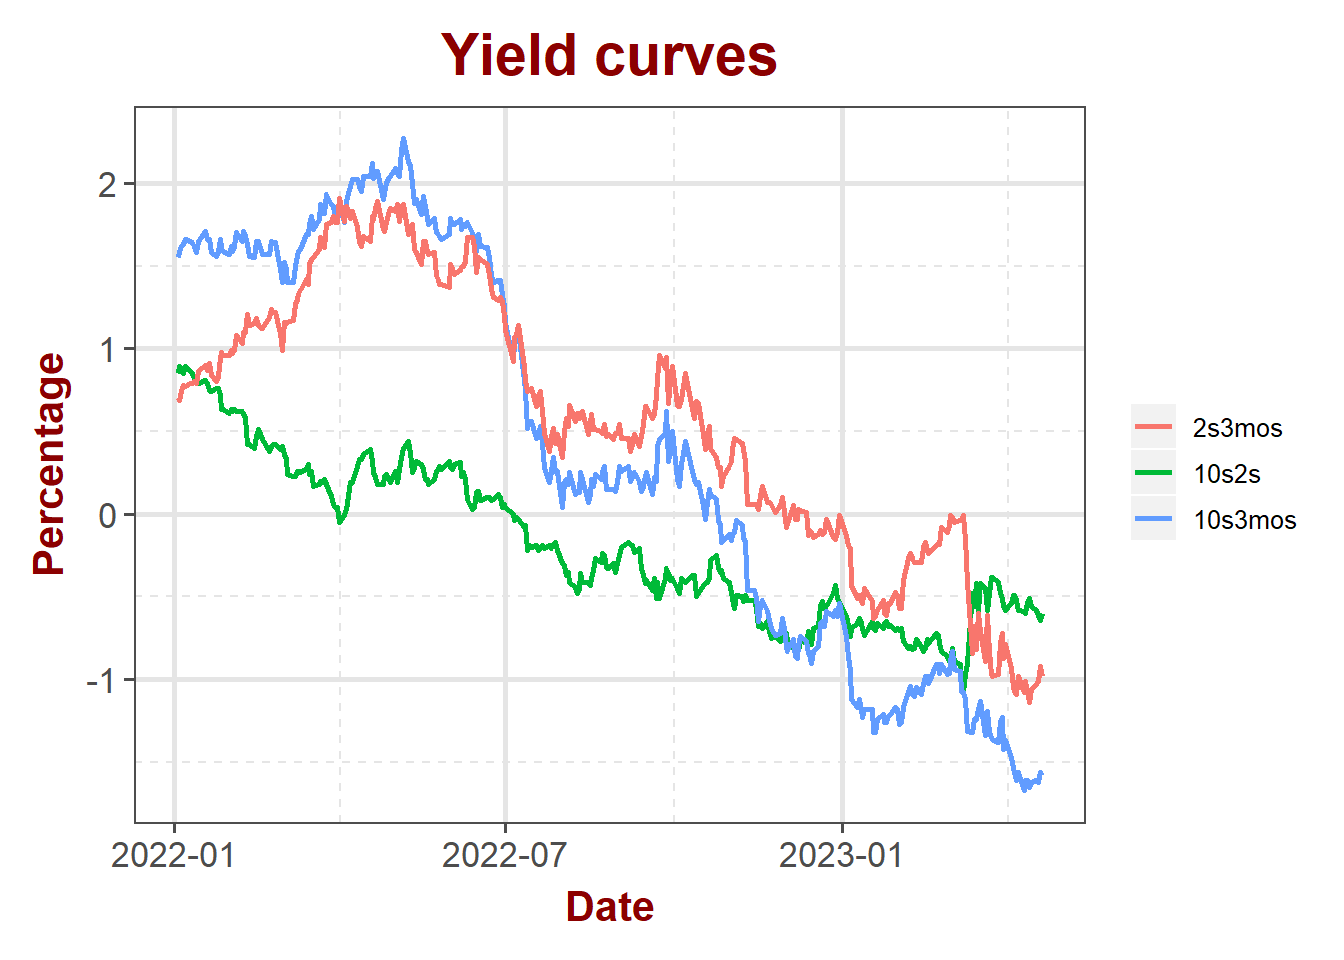 Yield curves
Percentage
2
1
0
-1
2022-01
2022-07
2023-01
Date
2s3mos
10s2s
10s3mos